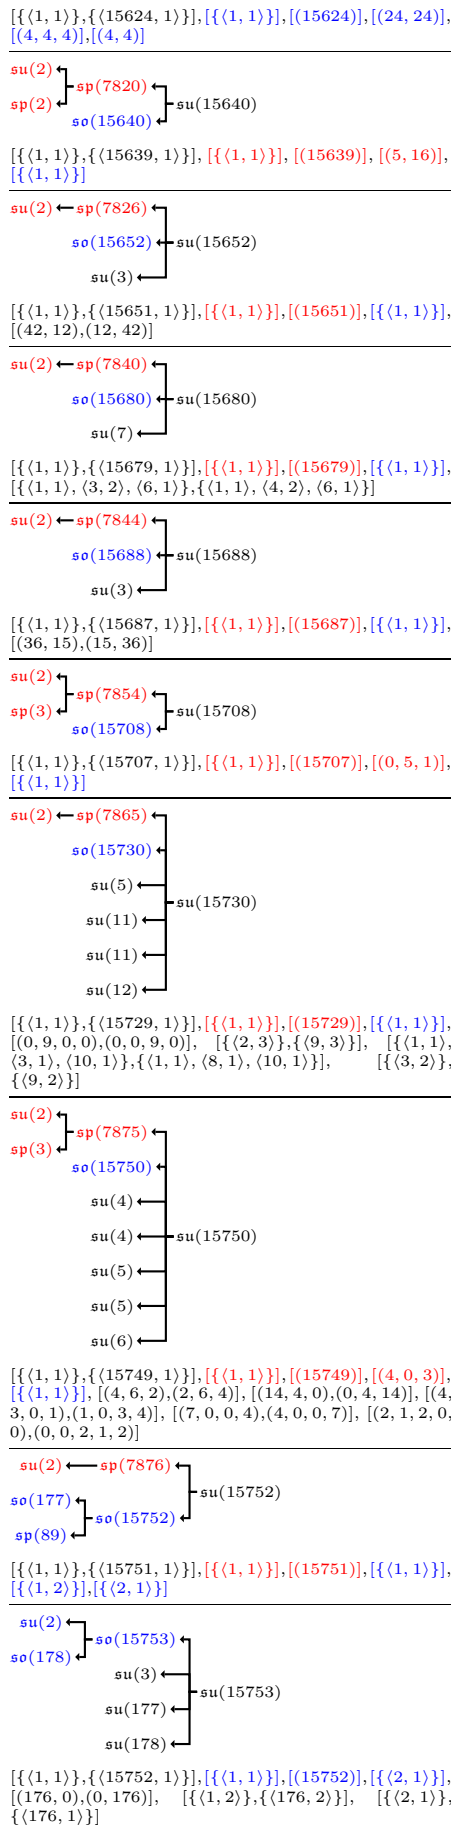 [{⟨1, 1⟩},{⟨15624, 1⟩}],[{⟨1, 1⟩}],[(15624)],[(24, 24)],
[(4, 4, 4)],[(4, 4)]
𝔰𝔲(2)
𝔰𝔭(7820)
𝔰𝔭(2)
𝔰𝔲(15640)
𝔰𝔬(15640)
[{⟨1, 1⟩},{⟨15639, 1⟩}], [{⟨1, 1⟩}], [(15639)], [(5, 16)],
[{⟨1, 1⟩}]
𝔰𝔲(2) 𝔰𝔭(7826)
𝔰𝔬(15652) 𝔰𝔲(15652)
𝔰𝔲(3)
[{⟨1, 1⟩},{⟨15651, 1⟩}],[{⟨1, 1⟩}],[(15651)],[{⟨1, 1⟩}],
[(42, 12),(12, 42)]
𝔰𝔲(2) 𝔰𝔭(7840)
𝔰𝔬(15680) 𝔰𝔲(15680)
𝔰𝔲(7)
[{⟨1, 1⟩},{⟨15679, 1⟩}],[{⟨1, 1⟩}],[(15679)],[{⟨1, 1⟩}],
[{⟨1, 1⟩, ⟨3, 2⟩, ⟨6, 1⟩},{⟨1, 1⟩, ⟨4, 2⟩, ⟨6, 1⟩}]
𝔰𝔲(2) 𝔰𝔭(7844)
𝔰𝔬(15688) 𝔰𝔲(15688)
𝔰𝔲(3)
[{⟨1, 1⟩},{⟨15687, 1⟩}],[{⟨1, 1⟩}],[(15687)],[{⟨1, 1⟩}],
[(36, 15),(15, 36)]
𝔰𝔲(2)
𝔰𝔭(7854)
𝔰𝔭(3)
𝔰𝔲(15708)
𝔰𝔬(15708)
[{⟨1, 1⟩},{⟨15707, 1⟩}],[{⟨1, 1⟩}],[(15707)],[(0, 5, 1)],
[{⟨1, 1⟩}]
𝔰𝔲(2) 𝔰𝔭(7865)
𝔰𝔬(15730)
𝔰𝔲(5)
𝔰𝔲(15730)
𝔰𝔲(11)
𝔰𝔲(11)
𝔰𝔲(12)
[{⟨1, 1⟩},{⟨15729, 1⟩}],[{⟨1, 1⟩}],[(15729)],[{⟨1, 1⟩}],
[(0, 9, 0, 0),(0, 0, 9, 0)], [{⟨2, 3⟩},{⟨9, 3⟩}], [{⟨1, 1⟩,
⟨3, 1⟩, ⟨10, 1⟩},{⟨1, 1⟩, ⟨8, 1⟩, ⟨10, 1⟩}], [{⟨3, 2⟩},
{⟨9, 2⟩}]
𝔰𝔲(2)
𝔰𝔭(7875)
𝔰𝔭(3)
𝔰𝔬(15750)
𝔰𝔲(4)
𝔰𝔲(4) 𝔰𝔲(15750)
𝔰𝔲(5)
𝔰𝔲(5)
𝔰𝔲(6)
[{⟨1, 1⟩},{⟨15749, 1⟩}],[{⟨1, 1⟩}],[(15749)],[(4, 0, 3)],
[{⟨1, 1⟩}], [(4, 6, 2),(2, 6, 4)], [(14, 4, 0),(0, 4, 14)], [(4,
3, 0, 1),(1, 0, 3, 4)], [(7, 0, 0, 4),(4, 0, 0, 7)], [(2, 1, 2, 0,
0),(0, 0, 2, 1, 2)]
𝔰𝔲(2) 𝔰𝔭(7876)
𝔰𝔲(15752)
𝔰𝔬(177)
𝔰𝔬(15752)
𝔰𝔭(89)
[{⟨1, 1⟩},{⟨15751, 1⟩}],[{⟨1, 1⟩}],[(15751)],[{⟨1, 1⟩}],
[{⟨1, 2⟩}],[{⟨2, 1⟩}]
𝔰𝔲(2)
𝔰𝔬(15753)
𝔰𝔬(178)
𝔰𝔲(3)
𝔰𝔲(15753)
𝔰𝔲(177)
𝔰𝔲(178)
[{⟨1, 1⟩},{⟨15752, 1⟩}],[{⟨1, 1⟩}],[(15752)],[{⟨2, 1⟩}],
[(176, 0),(0, 176)], [{⟨1, 2⟩},{⟨176, 2⟩}], [{⟨2, 1⟩},
{⟨176, 1⟩}]